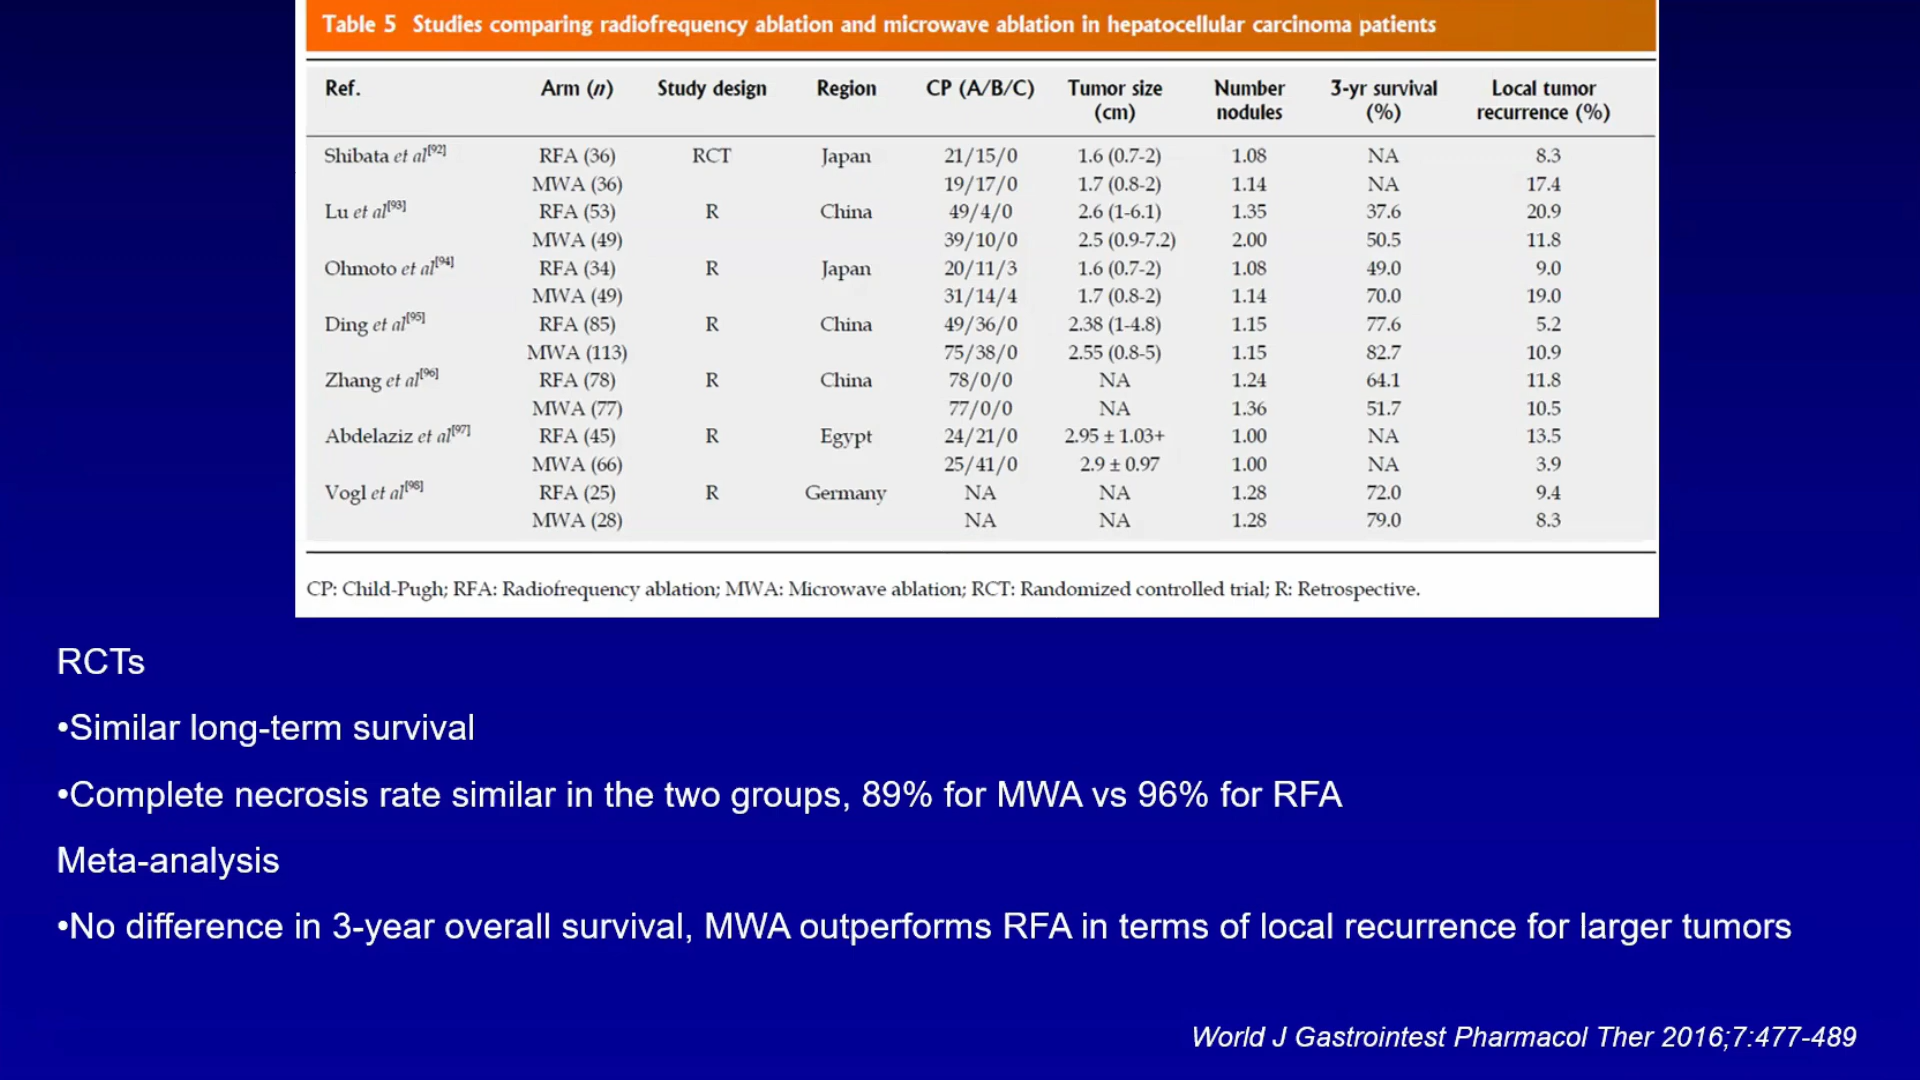 Table 5 Studies comparing radiofrequency ablation and microwave ablation in hepatocellular carcinoma patients
Ref. Arm (n) Study design Region CP (A/B/C) Tumor size (cm) Number nodules 3-yr survival (%) Local tumor recurrence (%)
Shibata et al[92] RFA (36) RCT Japan 21/15/0 1.6 (0.7-2) 1.08 NA 8.3
MWA (36) 19/17/0 1.7 (0.8-2) 1.14 NA 17.4
Lu et al[93] RFA (53) R China 49/4/0 2.6 (1-6.1) 1.35 37.6 20.9
MWA (49) 39/10/0 2.5 (0.9-7.2) 2.00 50.5 11.8
Ohmoto et al[94] RFA (34) R Japan 20/11/3 1.6 (0.7-2) 1.08 49.0 9.0
MWA (49) 31/14/4 1.7 (0.8-2) 1.14 70.0 19.0
Ding et al[95] RFA (85) R China 49/36/0 2.38 (1-4.8) 1.15 77.6 5.2
MWA (113) 75/38/0 2.55 (0.8-5) 1.15 82.7 10.9
Zhang et al[96] RFA (78) R China 78/0/0 NA 1.24 64.1 11.8
MWA (77) 77/0/0 NA 1.36 51.7 10.5
Abdelaziz et al[97] RFA (45) R Egypt 24/21/0 2.95 ± 1.03+ 1.00 NA 13.5
MWA (66) 25/41/0 2.9 ± 0.97 1.00 NA 3.9
Vogl et al[98] RFA (25) R Germany NA NA 1.28 72.0 9.4
MWA (28) NA NA 1.28 79.0 8.3
CP: Child-Pugh; RFA: Radiofrequency ablation; MWA: Microwave ablation; RCT: Randomized controlled trial; R: Retrospective.
RCTs
•Similar long-term survival
•Complete necrosis rate similar in the two groups, 89% for MWA vs 96% for RFA
Meta-analysis
•No difference in 3-year overall survival, MWA outperforms RFA in terms of local recurrence for larger tumors
World J Gastrointest Pharmacol Ther 2016;7:477-489